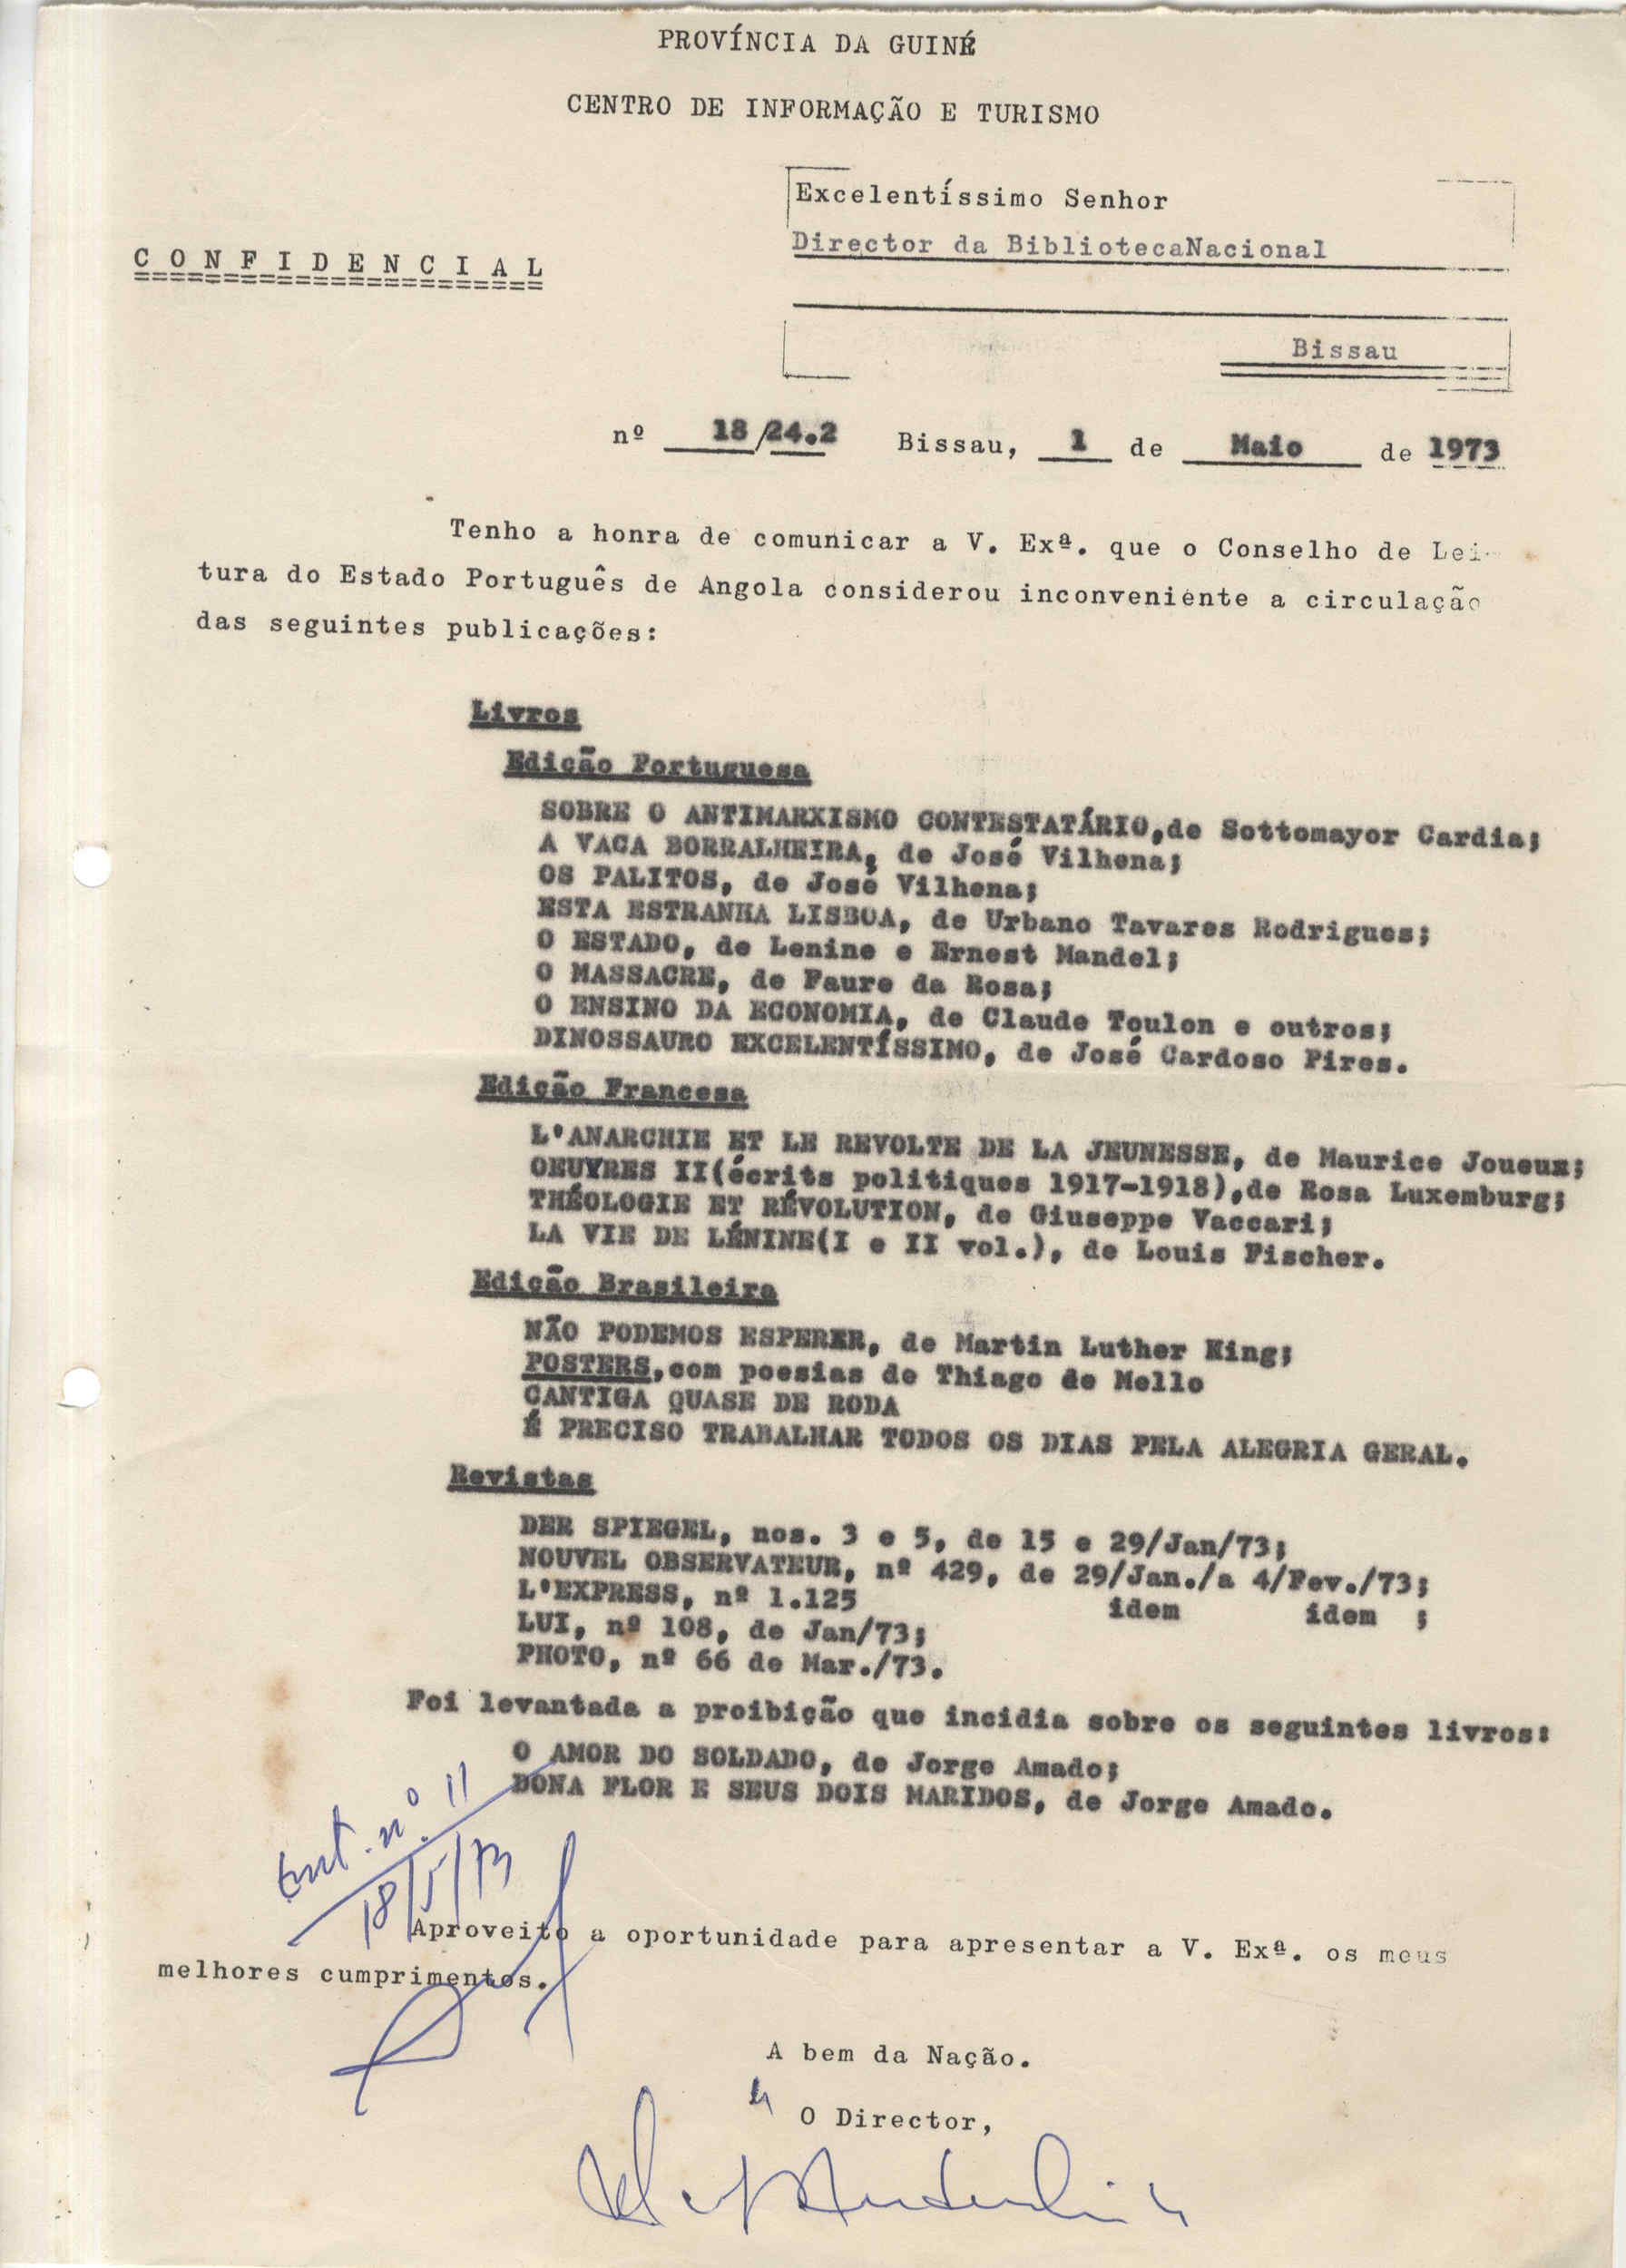 PROVÍNCIA DA GUINÉ
CENTRO DE INFORMAÇÃO E TURISMO
Excelentíssimo Senhor
Director da BibliotecaNacional
CONFIDENCIAL
Bissau
nº 18/24.2 Bissau, 1 de Maio de 1973
Tenho a honra de comunicar a V. Exª. que o Conselho de Lei-
tura do Estado Português de Angola considerou inconveniente a circulação
das seguintes publicações:
Livros
Edição Portuguesa
SOBRE O ANTIMARXISMO CONTESTATÁRIO,de Sottomayor Cardia;
A VACA BORRALHEIRA, de José Vilhena;
OS PALITOS, de José Vilhena;
ESTA ESTRANHA LISBOA, de Urbano Tavares Rodrigues;
O ESTADO, de Lenine e Ernest Mandel;
O MASSACRE, de Faure da Rosa;
O ENSINO DA ECONOMIA, de Claude Toulon e outros;
DINOSSAURO EXCELENTÍSSIMO, de José Cardoso Pires.
Edição Francesa
L'ANARCHIE ET LE REVOLTE DE LA JEUNESSE, de Maurice Joueux;
OEUVRES II(écrits politiques 1917-1918),de Rosa Luxemburg;
THÉOLOGIE ET RÉVOLUTION, de Giuseppe Vaccari;
LA VIE DE LÉNINE(I e II vol.), de Louis Fischer.
Edição Brasileira
NÃO PODEMOS ESPERER, de Martin Luther King;
POSTERS,com poesias de Thiago de Mello
CANTIGA QUASE DE RODA
É PRECISO TRABALHAR TODOS OS DIAS PELA ALEGRIA GERAL.
Revistas
DER SPIEGEL, nos. 3 e 5, de 15 e 29/Jan/73;
NOUVEL OBSERVATEUR, nº 429, de 29/Jan./a 4/Fev./73;
L'EXPRESS, nº 1.125 idem idem ;
LUI, nº 108, de Jan/73;
PHOTO, nº 66 de Mar./73.
Foi levantada a proibição que incidia sobre os seguintes livros:
O AMOR DO SOLDADO, de Jorge Amado;
DONA FLOR E SEUS DOIS MARIDOS, de Jorge Amado.
Ent. nº 11
18/5/73
Aproveito a oportunidade para apresentar a V. Exª. os meus
melhores cumprimentos.
A bem da Nação.
O Director,